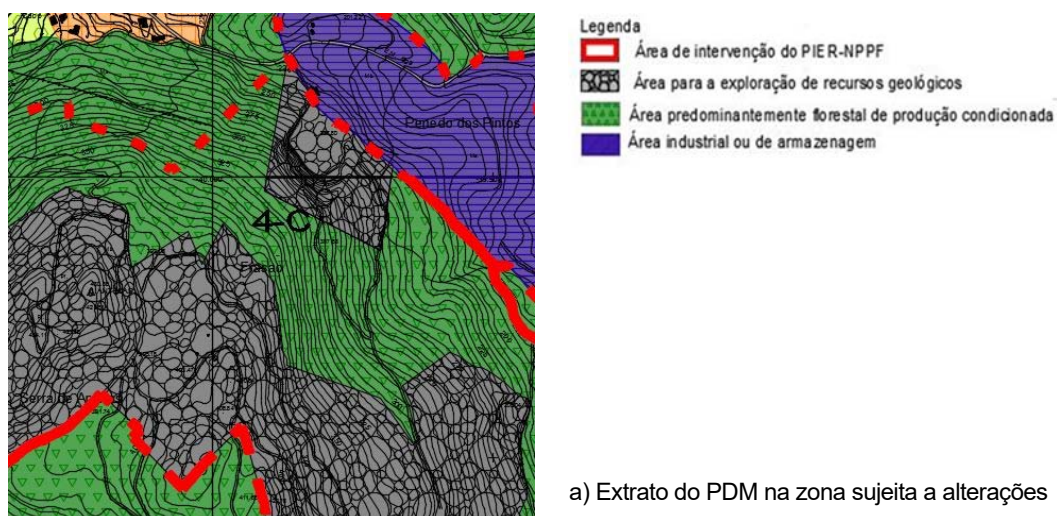 Penedo dos Pintos
4-C
Legenda
Área de intervenção do PIER-NPPF
Área para a exploração de recursos geológicos
Área predominantemente florestal de produção condicionada
Área industrial ou de armazenagem
a) Extrato do PDM na zona sujeita a alterações